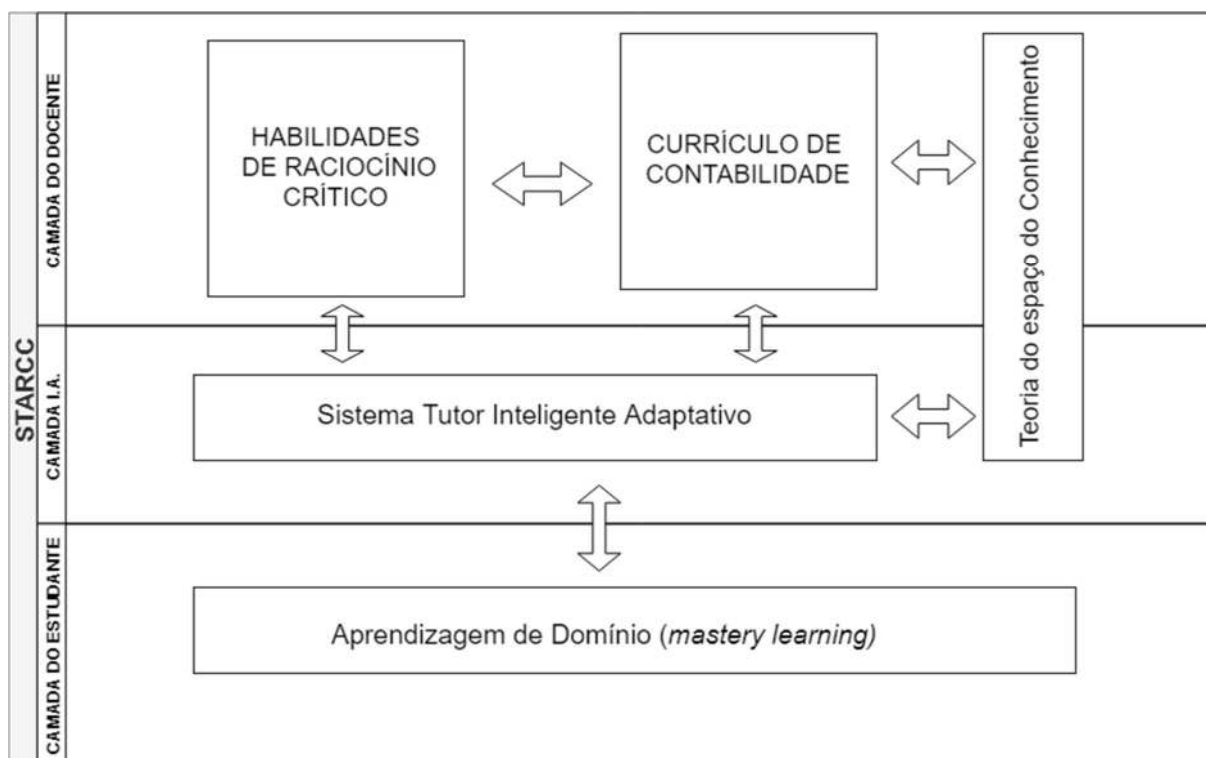 STARCC
CAMADA DO DOCENTE
HABILIDADES
DE RACIOCÍNIO
CRÍTICO
CURRÍCULO DE
CONTABILIDADE
Teoria do espaço do Conhecimento
CAMADA I.A.
Sistema Tutor Inteligente Adaptativo
CAMADA DO ESTUDANTE
Aprendizagem de Domínio (mastery learning)